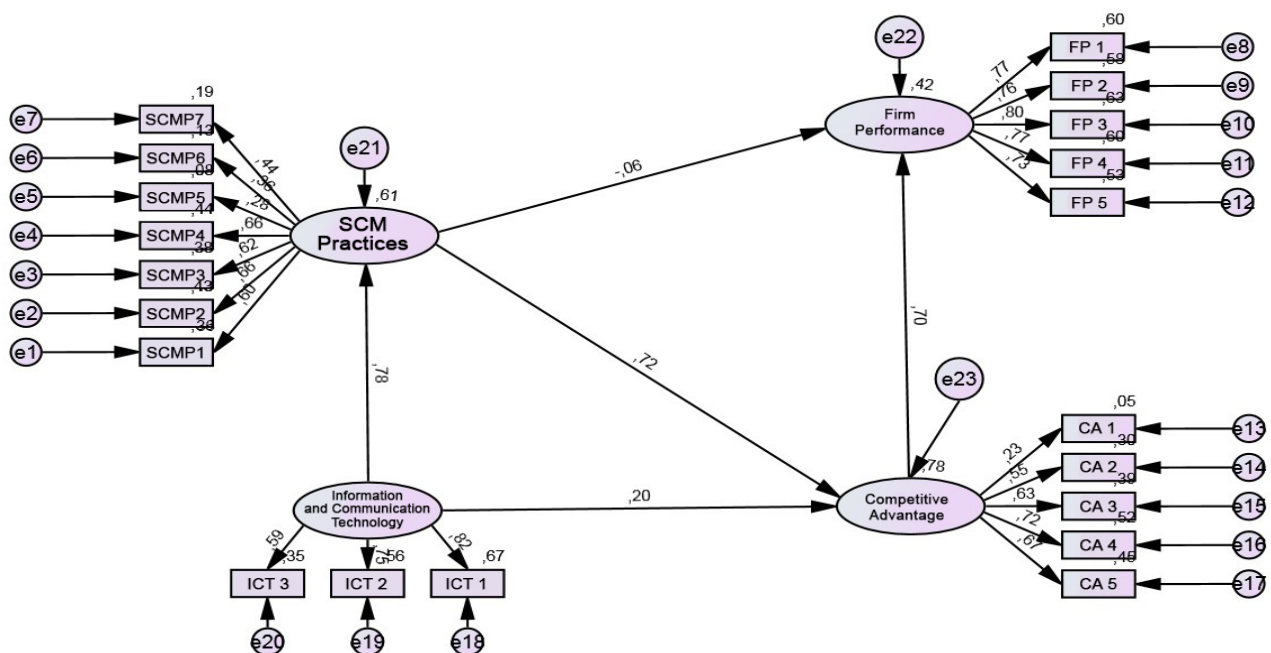 e22
,42
Firm
Performance
,60
,77
FP 1
e8
,58
,76
FP 2
e9
,63
,80
FP 3
e10
,60
,77
FP 4
e11
,53
,73
FP 5
e12
,19
e7
SCMP7
,44
,13
e6
SCMP6
,36
,08
e5
SCMP5
,28
,44
e4
SCMP4
,66
,38
e3
SCMP3
,62
,43
e2
SCMP2
,66
,36
e1
SCMP1
,60
e21
,61
SCM
Practices
-,06
,70
,72
,78
e23
,78
Competitive
Advantage
,20
Information
and Communication
Technology
,05
,23
CA 1
e13
,30
,55
CA 2
e14
,39
,63
CA 3
e15
,52
,72
CA 4
e16
,45
,67
CA 5
e17
,59
,35
ICT 3
e20
,75
,56
ICT 2
e19
,82
,67
ICT 1
e18